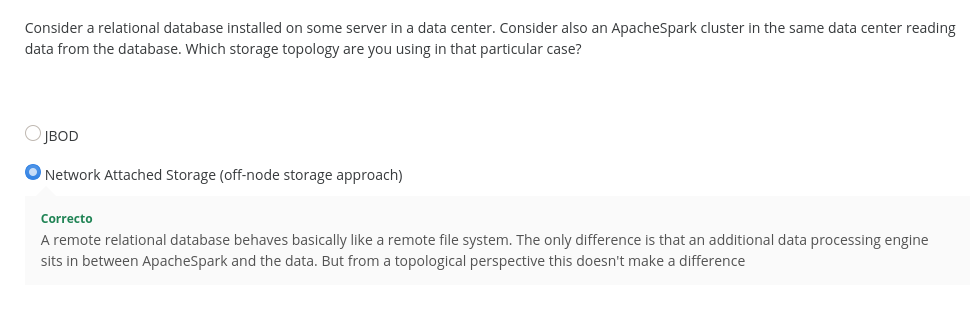 Consider a relational database installed on some server in a data center. Consider also an ApacheSpark cluster in the same data center reading
data from the database. Which storage topology are you using in that particular case?
JBOD
Network Attached Storage (off-node storage approach)
Correcto
A remote relational database behaves basically like a remote file system. The only difference is that an additional data processing engine
sits in between ApacheSpark and the data. But from a topological perspective this doesn't make a difference